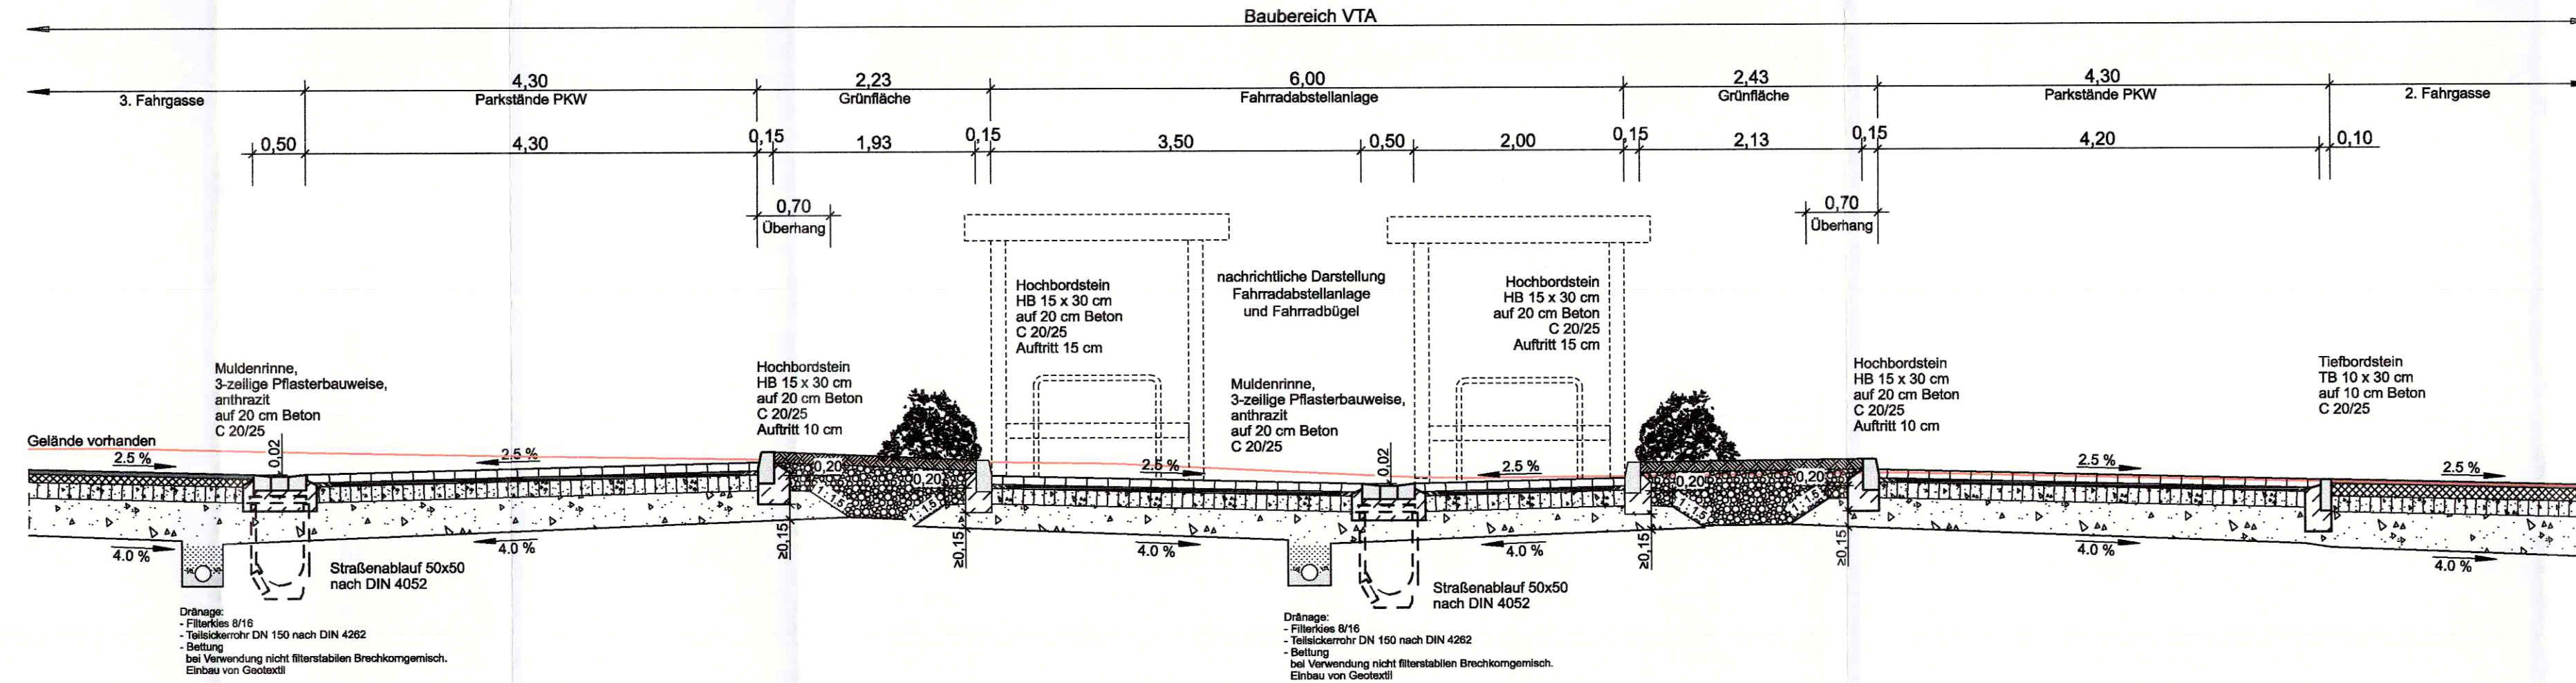 Baubereich VTA
4,30 2,23 6,00 2,43 4,30
3. Fahrgasse Parkstände PKW Grünfläche Fahrradabstellanlage Grünfläche Parkstände PKW 2. Fahrgasse
0,50 4,30 0,15 1,93 0,15 3,50 0,50 2,00 0,15 2,13 0,15 4,20 0,10
0,70
Überhang
0,70
Überhang
Muldenrinne,
3-zeilige Pflasterbauweise,
anthrazit
auf 20 cm Beton
C 20/25
Hochbordstein
HB 15 x 30 cm
auf 20 cm Beton
C 20/25
Auftritt 10 cm
Hochbordstein
HB 15 x 30 cm
auf 20 cm Beton
C 20/25
Auftritt 15 cm
nachrichtliche Darstellung
Fahrradabstellanlage
und Fahrradbügel
Muldenrinne,
3-zeilige Pflasterbauweise,
anthrazit
auf 20 cm Beton
C 20/25
Hochbordstein
HB 15 x 30 cm
auf 20 cm Beton
C 20/25
Auftritt 15 cm
Hochbordstein
HB 15 x 30 cm
auf 20 cm Beton
C 20/25
Auftritt 10 cm
Tiefbordstein
TB 10 x 30 cm
auf 10 cm Beton
C 20/25
Gelände vorhanden
2.5 % 0,02 2.5 % 2.5 % 0,02 2.5 % 2.5 % 2.5 %
0,20 0,20 0,20 0,20
1:1.5 1:1.5 1:1.5 1:1.5
≥0,15 ≥0,15 ≥0,15 ≥0,15
4.0 % 4.0 % 4.0 % 4.0 % 4.0 % 4.0 %
Straßenablauf 50x50
nach DIN 4052
Straßenablauf 50x50
nach DIN 4052
Dränage:
- Filterkies 8/16
- Teilsickerrohr DN 150 nach DIN 4262
- Bettung
bei Verwendung nicht filterstabilen Brechkorngemisch.
Einbau von Geotextil
Dränage:
- Filterkies 8/16
- Teilsickerrohr DN 150 nach DIN 4262
- Bettung
bei Verwendung nicht filterstabilen Brechkorngemisch.
Einbau von Geotextil